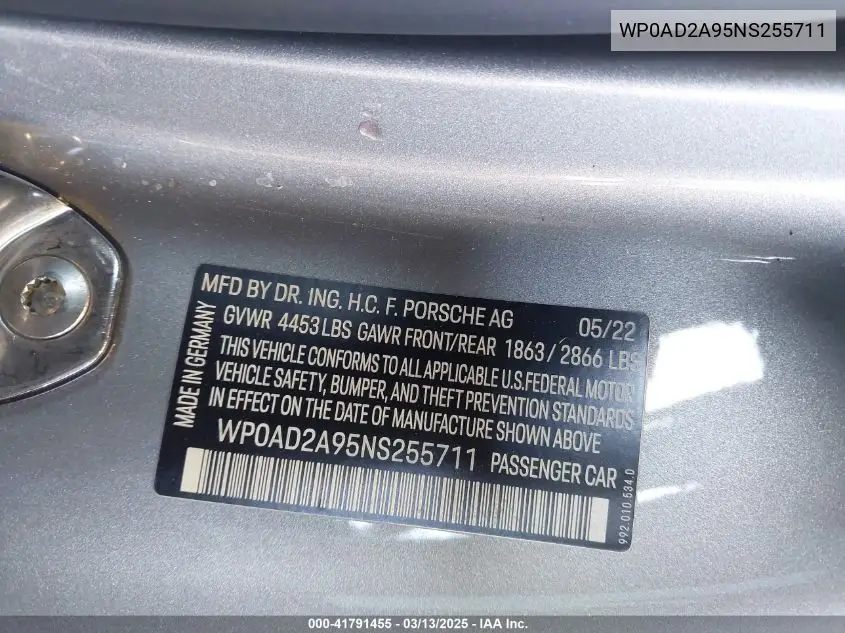 WP0AD2A95NS255711
MFD BY DR. ING. H.C. F. PORSCHE AG 05/22
GVWR 4453 LBS GAWR FRONT/REAR 1863 / 2866 LBS
THIS VEHICLE CONFORMS TO ALL APPLICABLE U.S. FEDERAL MOTOR
VEHICLE SAFETY, BUMPER, AND THEFT PREVENTION STANDARDS
IN EFFECT ON THE DATE OF MANUFACTURE SHOWN ABOVE
WP0AD2A95NS255711 PASSENGER CAR
MADE IN GERMANY
992.010.534.0
000-41791455 - 03/13/2025 - IAA Inc.